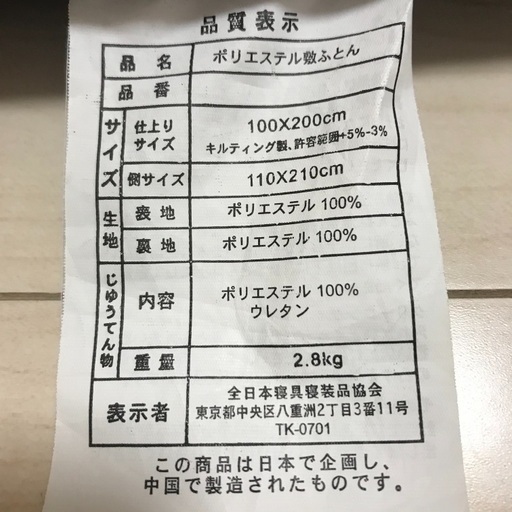 品質表示
品名 ポリエステル敷ふとん
品番
サイズ 仕上りサイズ 100X200cm
キルティング製、許容範囲+5%-3%
側サイズ 110X210cm
生地 表地 ポリエステル 100%
裏地 ポリエステル 100%
じゅうてん物 内容 ポリエステル 100%
ウレタン
重量 2.8kg
表示者 全日本寝具寝装品協会
東京都中央区八重洲2丁目3番11号
TK-0701
この商品は日本で企画し、
中国で製造されたものです。